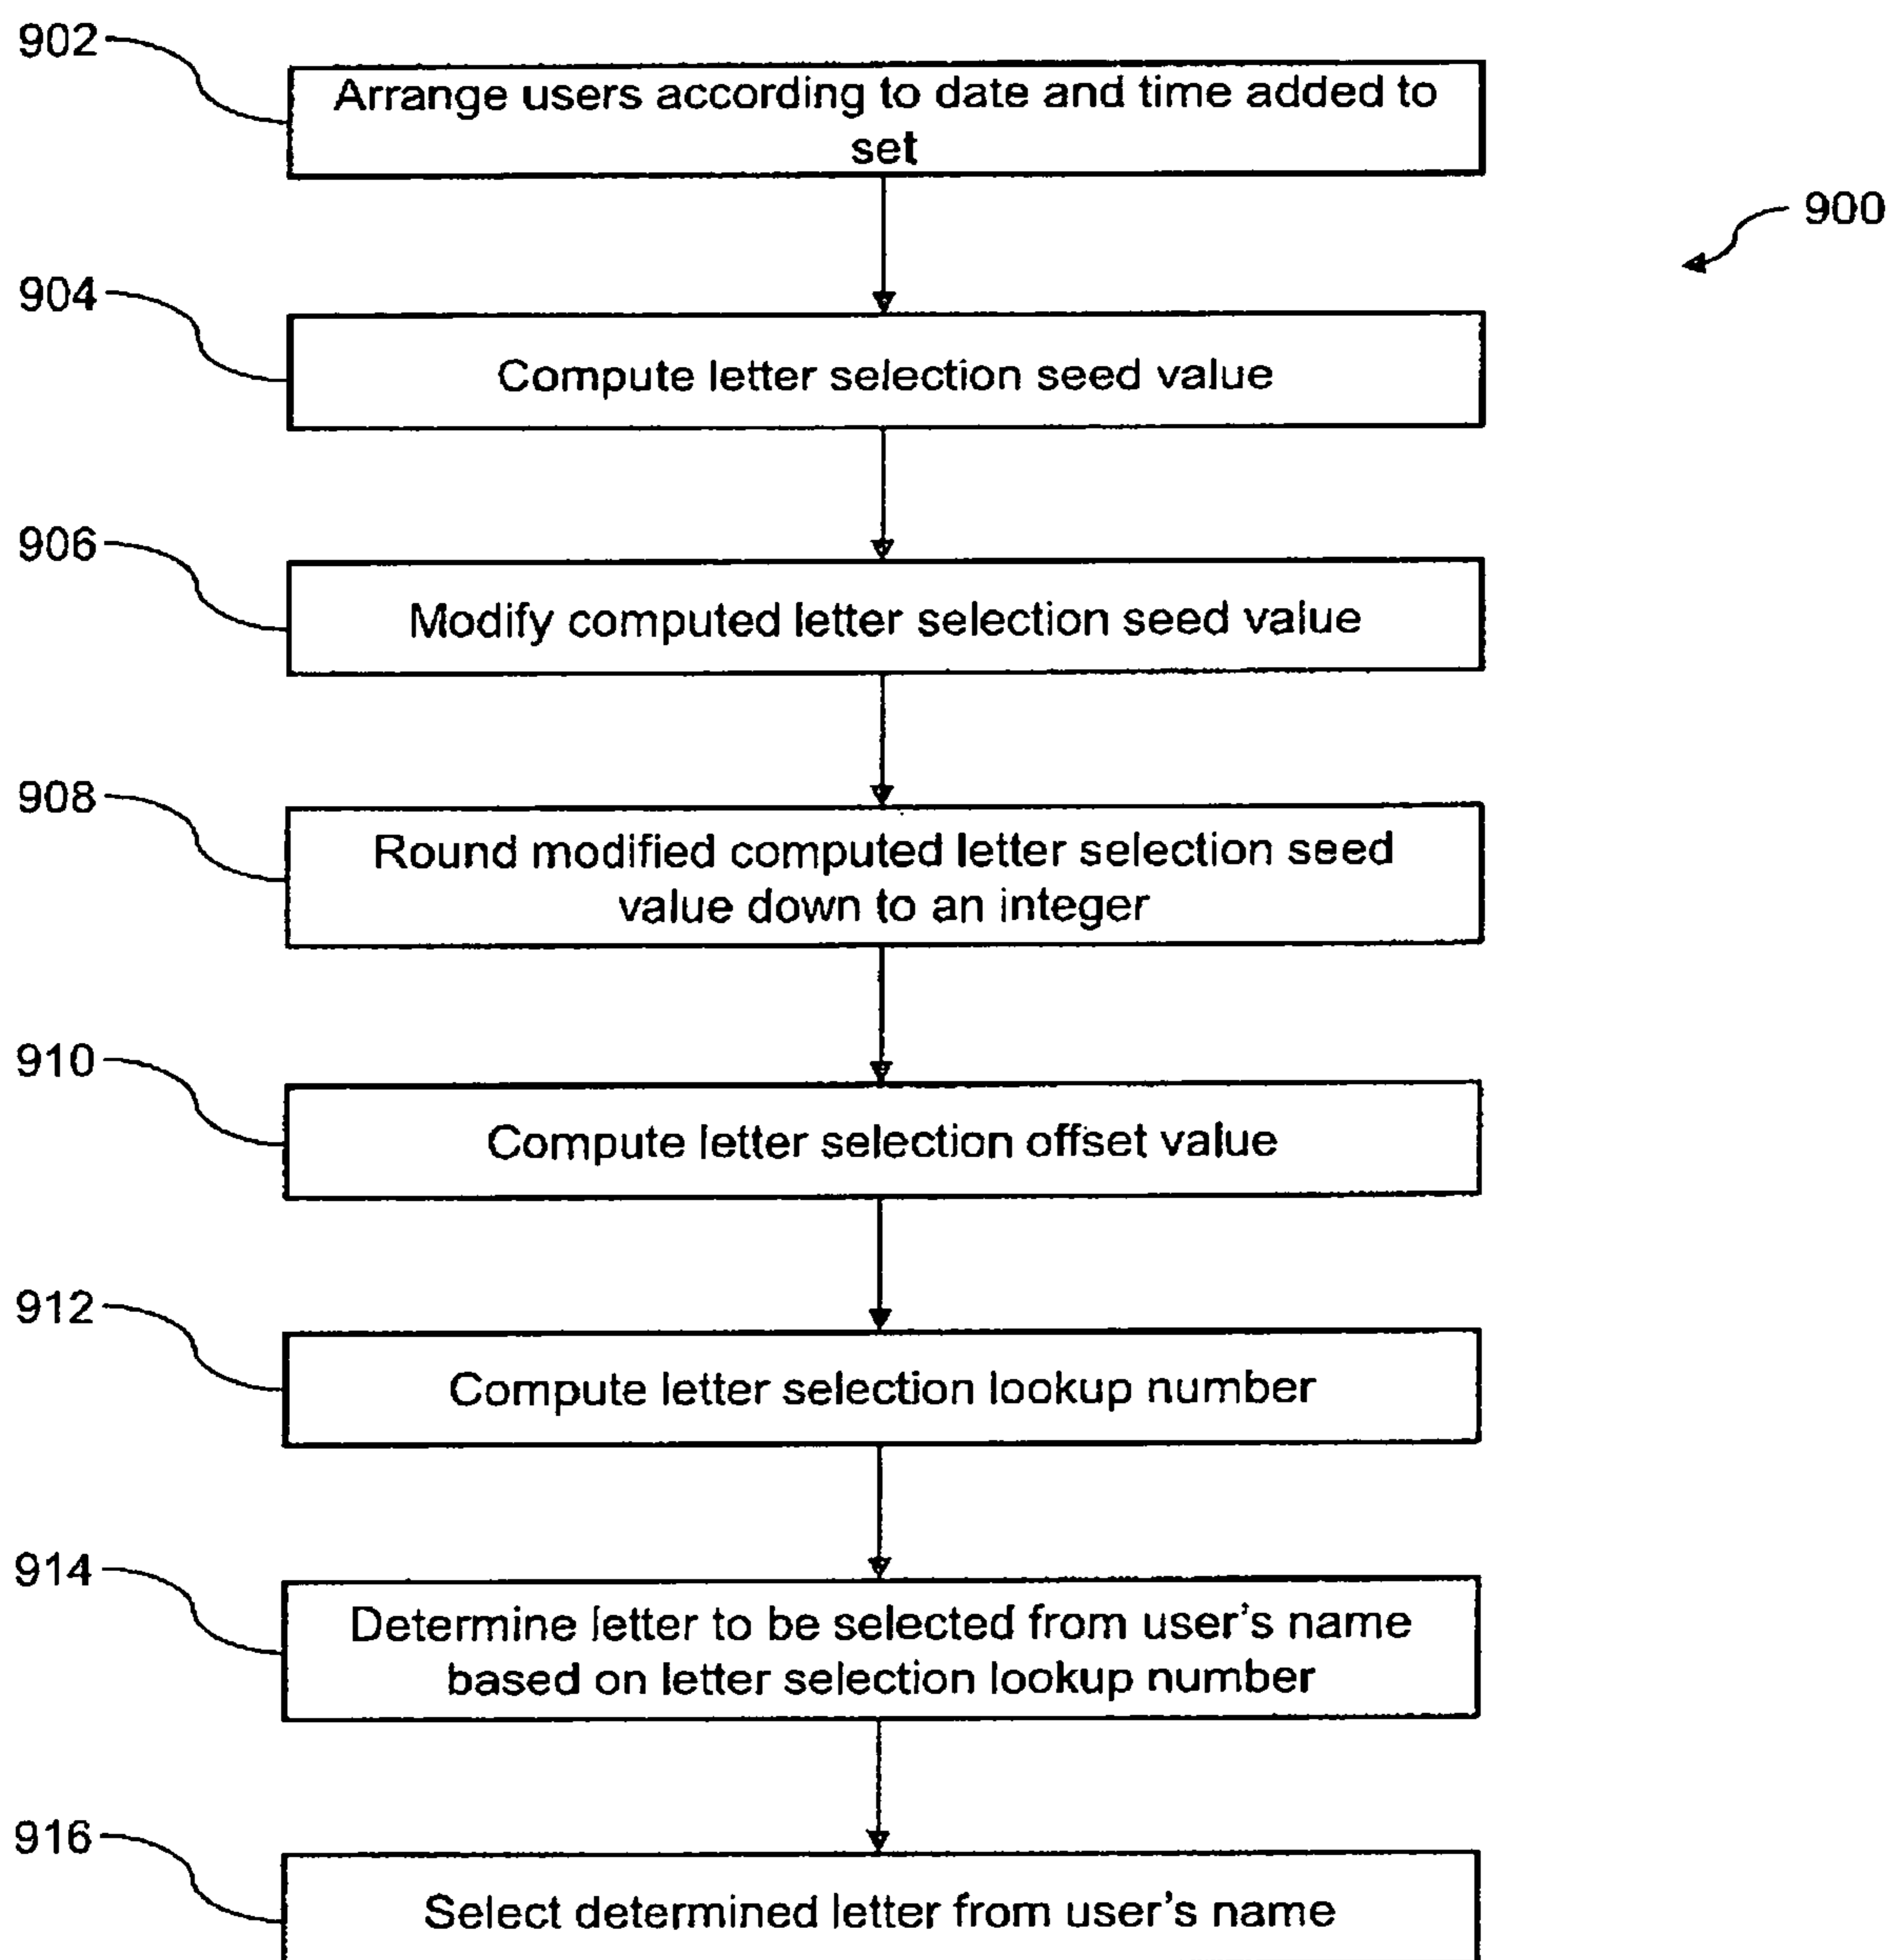 902
Arrange users according to date and time added to
set
900
904
Compute letter selection seed value
906
Modify computed letter selection seed value
908
Round modified computed letter selection seed
value down to an integer
910
Compute letter selection offset value
912
Compute letter selection lookup number
914
Determine letter to be selected from user's name
based on letter selection lookup number
916
Select determined letter from user's name